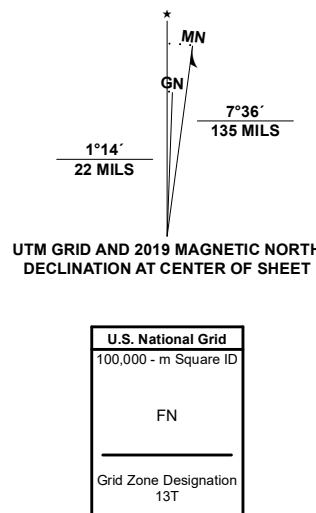 ★
MN
GN
7°36´
135 MILS
1°14´
22 MILS
UTM GRID AND 2019 MAGNETIC NORTH
DECLINATION AT CENTER OF SHEET
U.S. National Grid
100,000 - m Square ID
FN
Grid Zone Designation
13T